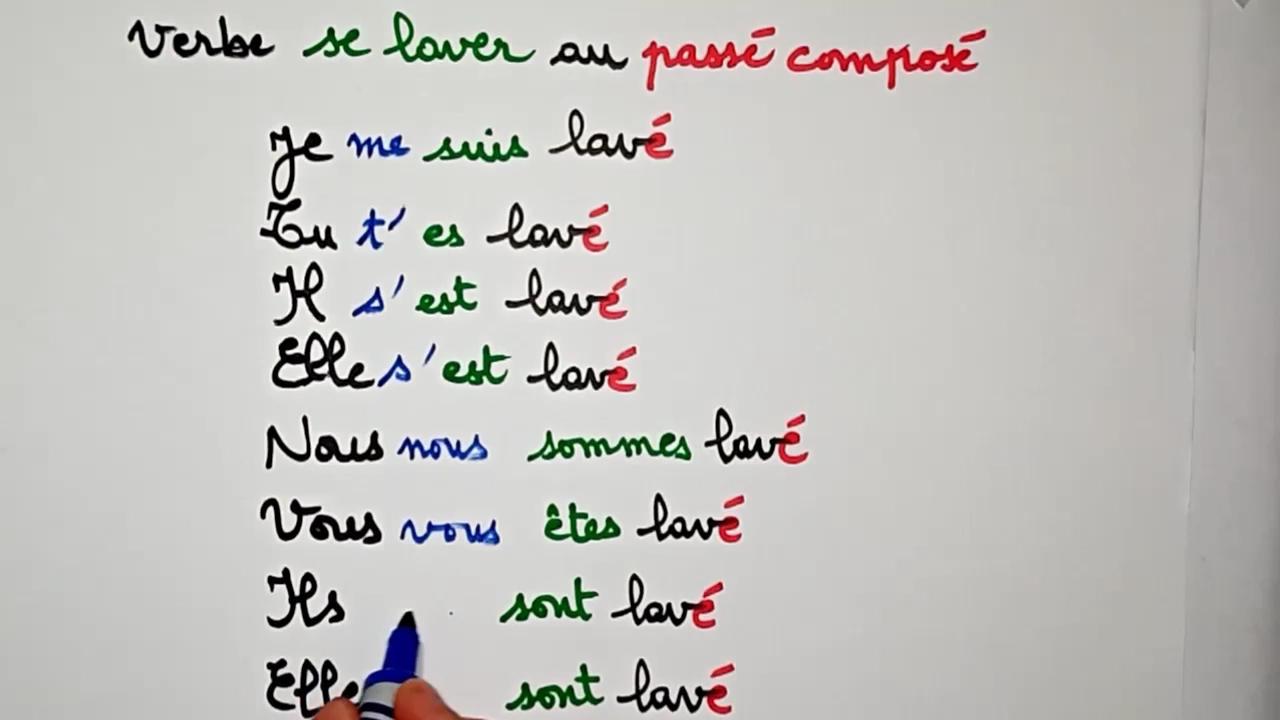 Verbe se laver au passé composé
Je me suis lavé
Tu t' es lavé
Il s' est lavé
Elle s' est lavé
Nous nous sommes lavé
Vous vous êtes lavé
Ils sont lavé
sont lavé